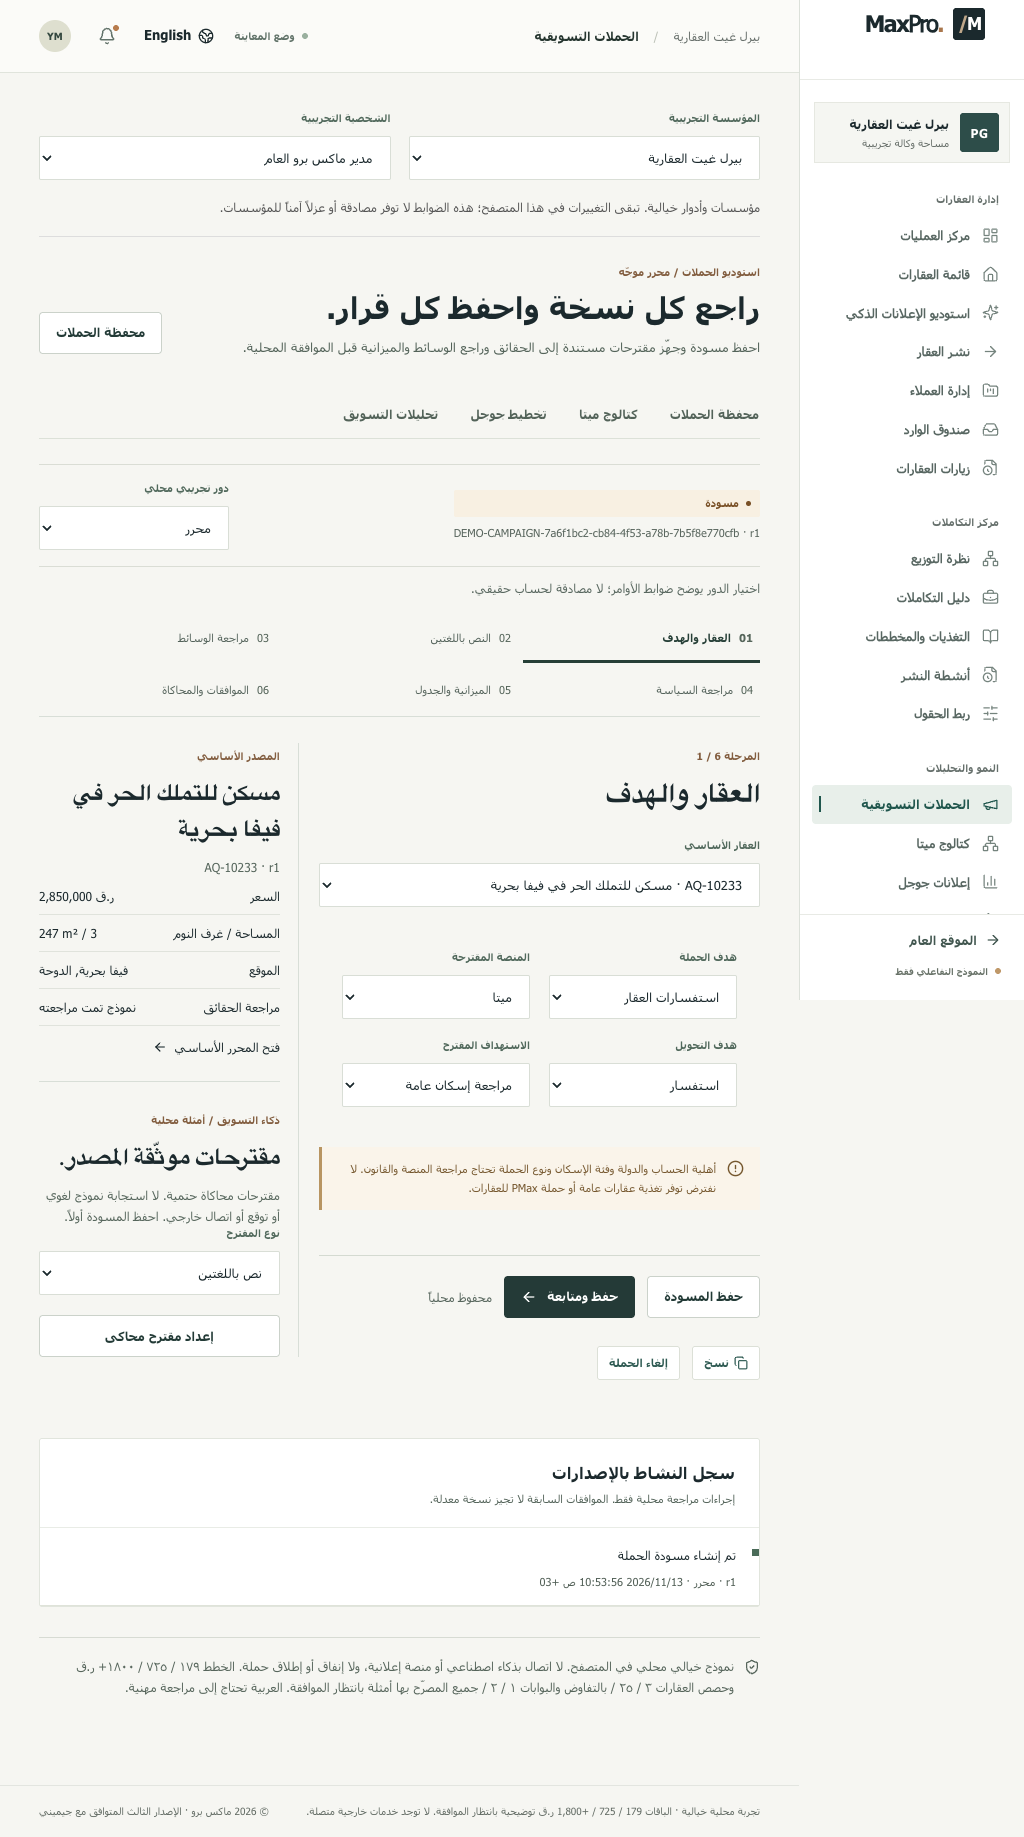 MaxPro. /M
PG
بيرل غيت العقارية
مساحة وكالة تجريبية
إدارة العقارات
مركز العمليات
قائمة العقارات
استوديو الإعلانات الذكي
نشر العقار
إدارة العملاء
صندوق الوارد
زيارات العقارات
مركز التكاملات
نظرة التوزيع
دليل التكاملات
التغذيات والمخططات
أنشطة النشر
ربط الحقول
النمو والتحليلات
الحملات التسويقية
كتالوج ميتا
إعلانات جوجل
الموقع العام
النموذج التفاعلي فقط
بيرل غيت العقارية / الحملات التسويقية
وضع المعاينة
English
YM
المؤسسة التجريبية
بيرل غيت العقارية
الشخصية التجريبية
مدير ماكس برو العام
مؤسسات وأدوار خيالية. تبقى التغييرات في هذا المتصفح؛ هذه الضوابط لا توفر مصادقة أو عزلاً آمناً للمؤسسات.
استوديو الحملات / محرر موجّه
راجع كل نسخة واحفظ كل قرار.
احفظ مسودة وجهّز مقترحات مستندة إلى الحقائق وراجع الوسائط والميزانية قبل الموافقة المحلية.
محفظة الحملات
محفظة الحملات
كتالوج ميتا
تخطيط جوجل
تحليلات التسويق
مسودة
DEMO-CAMPAIGN-7a6f1bc2-cb84-4f53-a78b-7b5f8e770cfb · r1
دور تجريبي محلي
محرر
اختيار الدور يوضح ضوابط الأوامر؛ لا مصادقة لحساب حقيقي.
01 العقار والهدف
02 النص باللغتين
03 مراجعة الوسائط
04 مراجعة السياسة
05 الميزانية والجدول
06 الموافقات والمحاكاة
المرحلة 6 / 1
العقار والهدف
العقار الأساسي
AQ-10233 · مسكن للتملك الحر في فيفا بحرية
هدف الحملة
استفسارات العقار
المنصة المقترحة
ميتا
هدف التحويل
استفسار
الاستهداف المقترح
مراجعة إسكان عامة
أهلية الحساب والدولة وفئة الإسكان ونوع الحملة تحتاج مراجعة المنصة والقانون. لا
نفترض توفر تغذية عقارات عامة أو حملة PMax للعقارات.
حفظ المسودة
حفظ ومتابعة
محفوظ محلياً
نسخ
إلغاء الحملة
المصدر الأساسي
مسكن للتملك الحر في
فيفا بحرية
AQ-10233 · r1
السعر
2,850,000 ر.ق
المساحة / غرف النوم
247 m² / 3
الموقع
فيفا بحرية, الدوحة
مراجعة الحقائق
نموذج تمت مراجعته
فتح المحرر الأساسي
ذكاء التسويق / أمثلة محلية
مقترحات موثّقة المصدر.
مقترحات محاكاة حتمية. لا استجابة نموذج لغوي
أو توقع أو اتصال خارجي. احفظ المسودة أولاً.
نوع المقترح
نص باللغتين
إعداد مقترح محاكى
سجل النشاط بالإصدارات
إجراءات مراجعة محلية فقط. الموافقات السابقة لا تجيز نسخة معدلة.
تم إنشاء مسودة الحملة
r1 · محرر · 2026/11/13 10:53:56 ص +03
نموذج خيالي محلي في المتصفح. لا اتصال بذكاء اصطناعي أو منصة إعلانية، ولا إنفاق أو إطلاق حملة. الخطط ١٧٩ / ٧٢٥ / ١٨٠٠+ ر.ق
وحصص العقارات ٣ / ٢٥ / بالتفاوض والبوابات ١ / ٢ / جميع المصرّح بها أمثلة بانتظار الموافقة. العربية تحتاج إلى مراجعة مهنية.
تجربة محلية خيالية · الباقات 179 / 725 / +1,800 ر.ق توضيحية بانتظار الموافقة. لا توجد خدمات خارجية متصلة.
© 2026 ماكس برو · الإصدار الثالث المتوافق مع جيميني